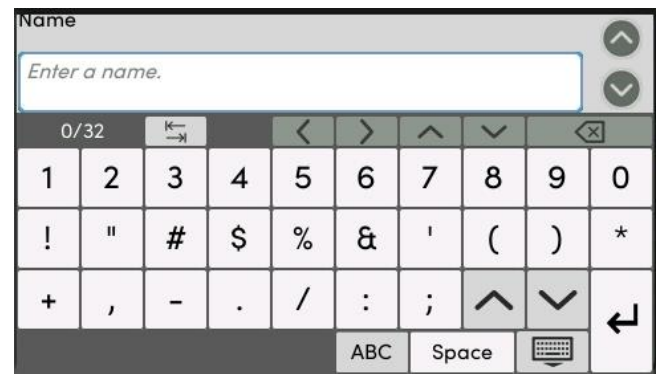 Name
Enter a name.
0/32
1 2 3 4 5 6 7 8 9 0
! " # $ % & ' ( ) *
+ , - . / : ;
ABC Space